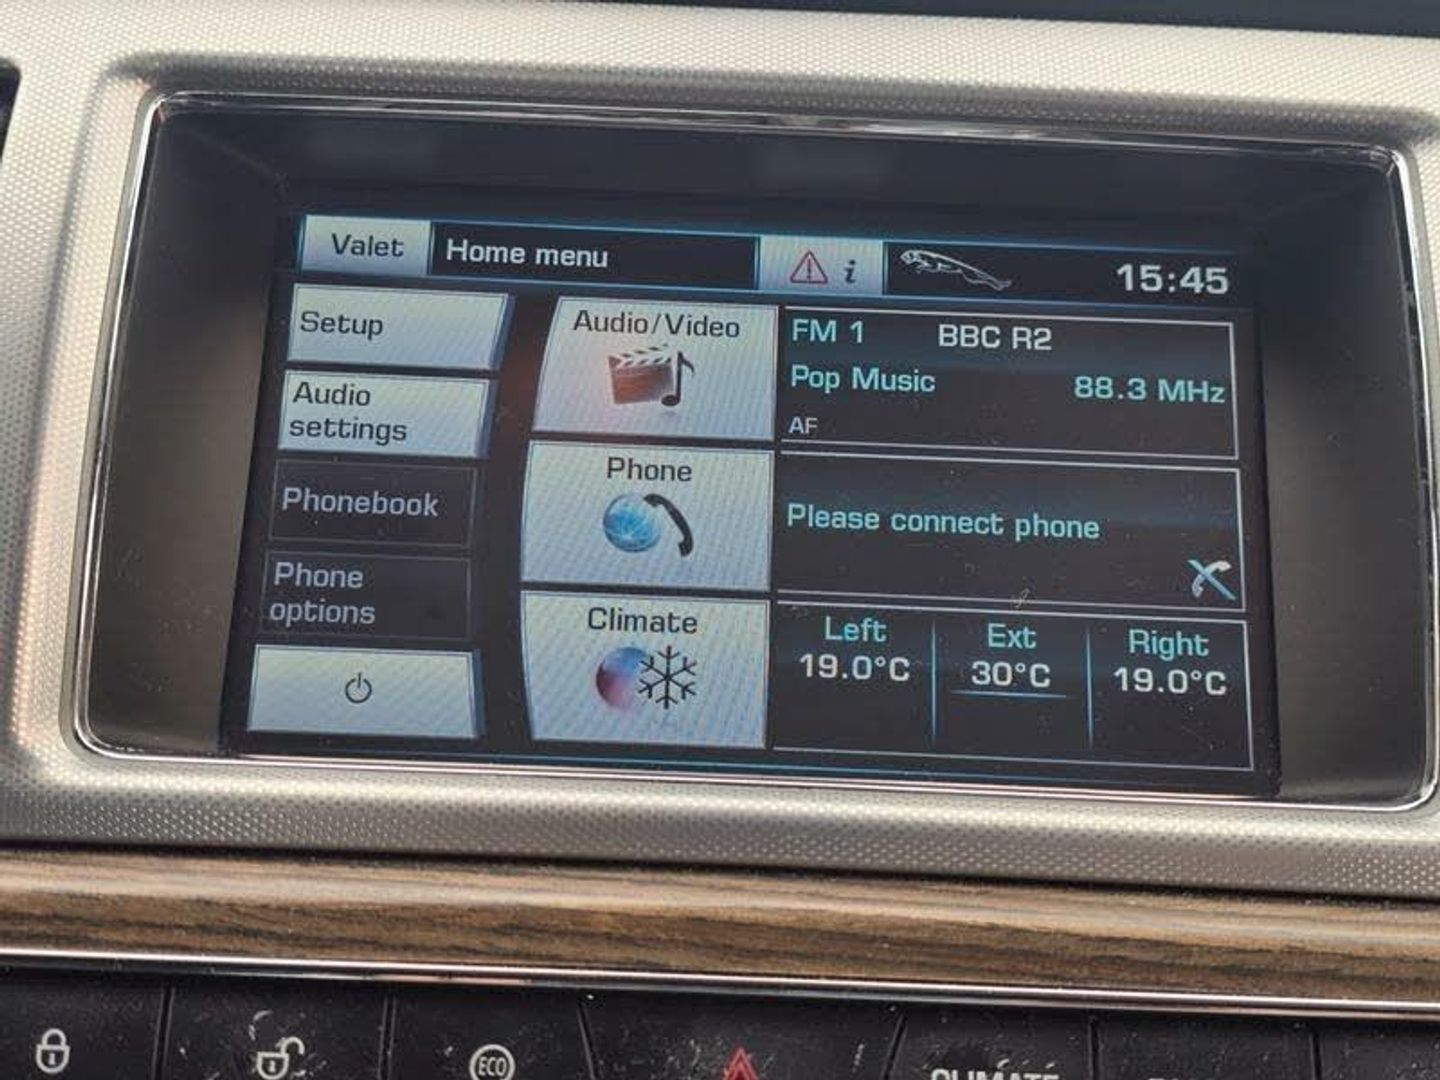 Valet
Home menu
i
15:45
Setup
Audio
settings
Phonebook
Phone
options
Audio/Video
Phone
Climate
FM 1 BBC R2
Pop Music 88.3 MHz
AF
Please connect phone
Left Ext Right
19.0°C 30°C 19.0°C
ECO
CLIMATE